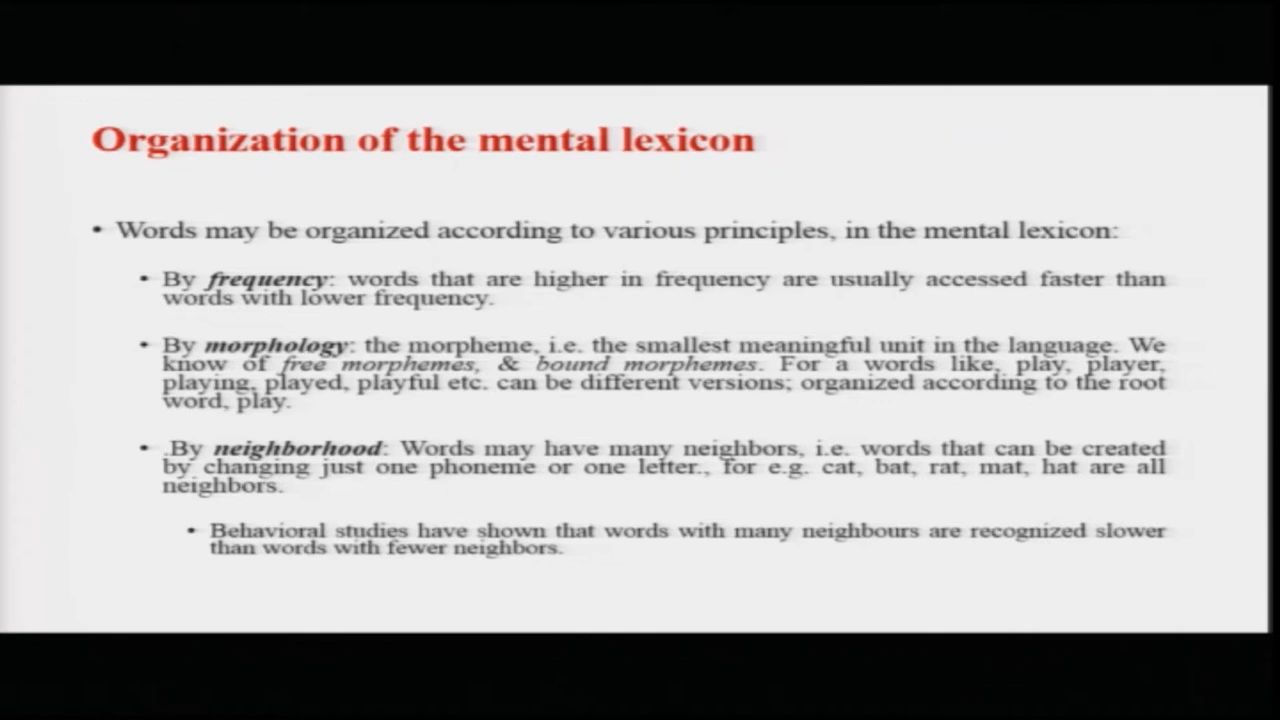 Organization of the mental lexicon
• Words may be organized according to various principles, in the mental lexicon:
• By frequency: words that are higher in frequency are usually accessed faster than
words with lower frequency.
• By morphology: the morpheme, i.e. the smallest meaningful unit in the language. We
know of free morphemes, & bound morphemes. For a words like, play, player,
playing, played, playful etc. can be different versions; organized according to the root
word, play.
• .By neighborhood: Words may have many neighbors, i.e. words that can be created
by changing just one phoneme or one letter., for e.g. cat, bat, rat, mat, hat are all
neighbors.
• Behavioral studies have shown that words with many neighbours are recognized slower
than words with fewer neighbors.